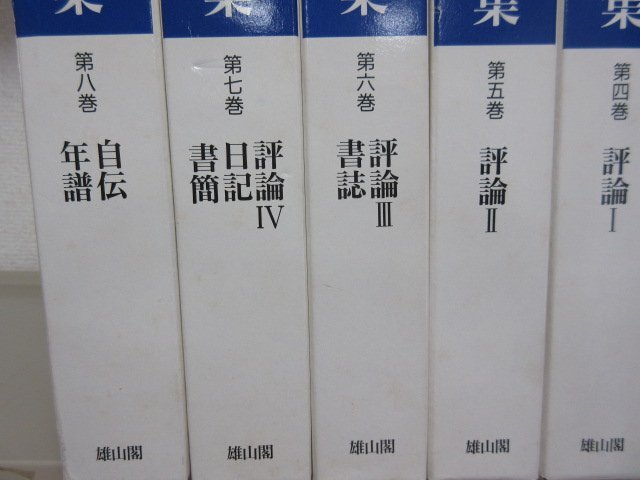 集
第八巻
自伝
年譜
雄山閣
集
第七巻
評論Ⅳ
日記
書簡
雄山閣
集
第六巻
評論Ⅲ
書誌
雄山閣
集
第五巻
評論Ⅱ
雄山閣
集
第四巻
評論Ⅰ
雄山閣